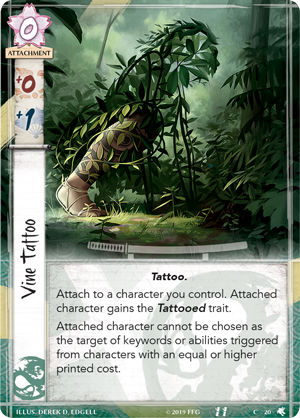 0
ATTACHMENT
+0
+1
Vine Tattoo
Tattoo.
Attach to a character you control. Attached
character gains the Tattooed trait.
Attached character cannot be chosen as
the target of keywords or abilities triggered
from characters with an equal or higher
printed cost.
ILLUS. DEREK D. EDGELL
© 2019 FFG
11
C 20